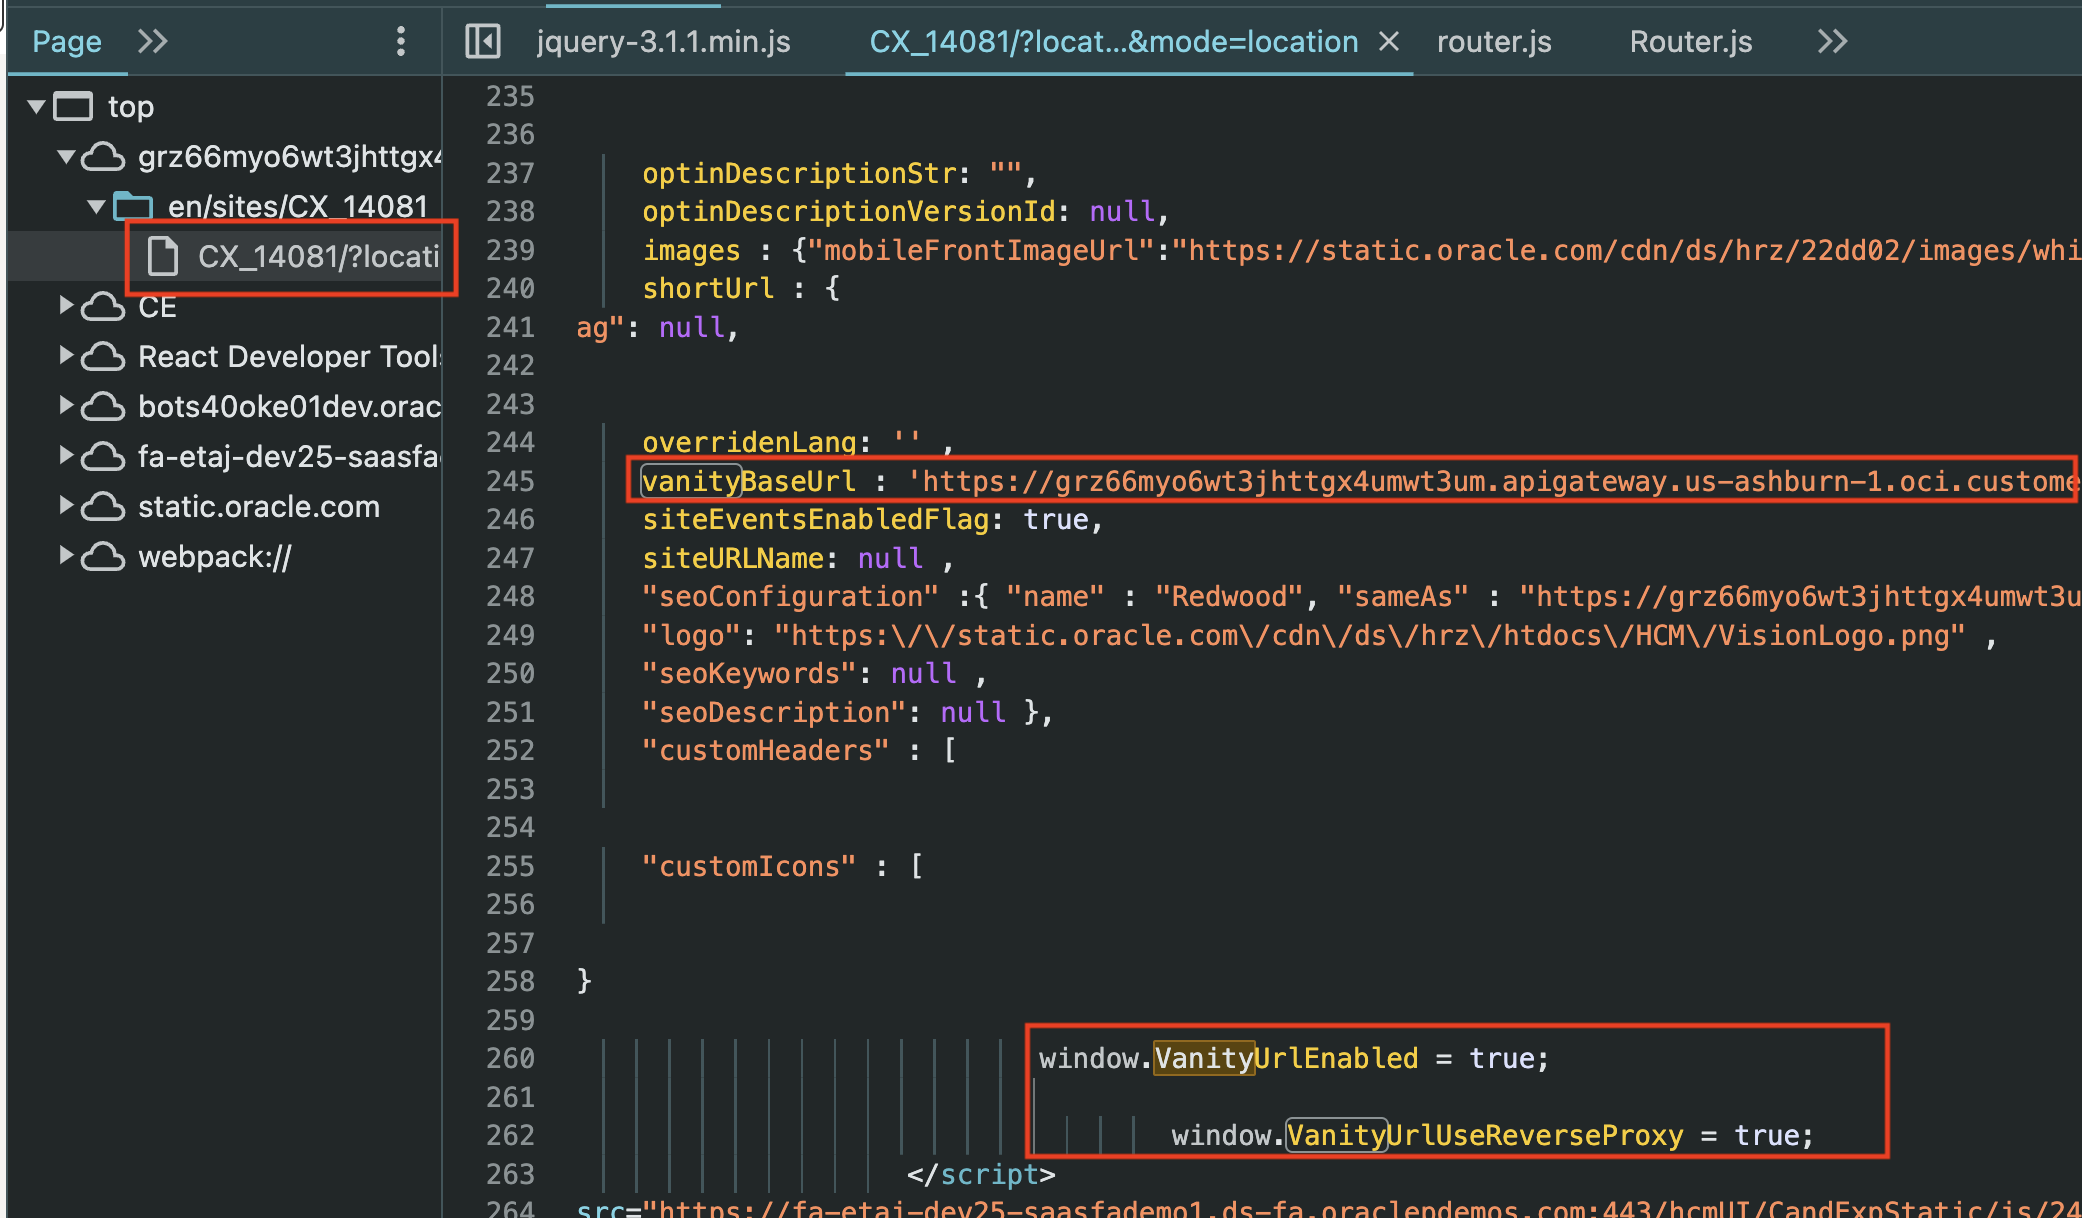 Page
jquery-3.1.1.min.js
CX_14081/?locat...&mode=location
router.js
Router.js
top
grz66myo6wt3jhttgx4
en/sites/CX_14081
CX_14081/?locati
CE
React Developer Tools
bots40oke01dev.orac
fa-etaj-dev25-saasfa
static.oracle.com
webpack://
235
236
237 optinDescriptionStr: "",
238 optinDescriptionVersionId: null,
239 images : {"mobileFrontImageUrl":"https://static.oracle.com/cdn/ds/hrz/22dd02/images/whi
240 shortUrl : {
241 ag": null,
242
243
244 overridenLang: '' ,
245 vanityBaseUrl : 'https://grz66myo6wt3jhttgx4umwt3um.apigateway.us-ashburn-1.oci.custome
246 siteEventsEnabledFlag: true,
247 siteURLName: null ,
248 "seoConfiguration" :{ "name" : "Redwood", "sameAs" : "https://grz66myo6wt3jhttgx4umwt3u
249 "logo": "https:\/\/static.oracle.com\/cdn\/ds\/hrz\/htdocs\/HCM\/VisionLogo.png" ,
250 "seoKeywords": null ,
251 "seoDescription": null },
252 "customHeaders" : [
253
254
255 "customIcons" : [
256
257
258 }
259
260 window.VanityUrlEnabled = true;
261
262 window.VanityUrlUseReverseProxy = true;
263 </script>
264 src="https://fa-etaj-dev25-saasfademo1.ds-fa.oraclepdemos.com:443/hcmUI/CandExpStatic/js/24